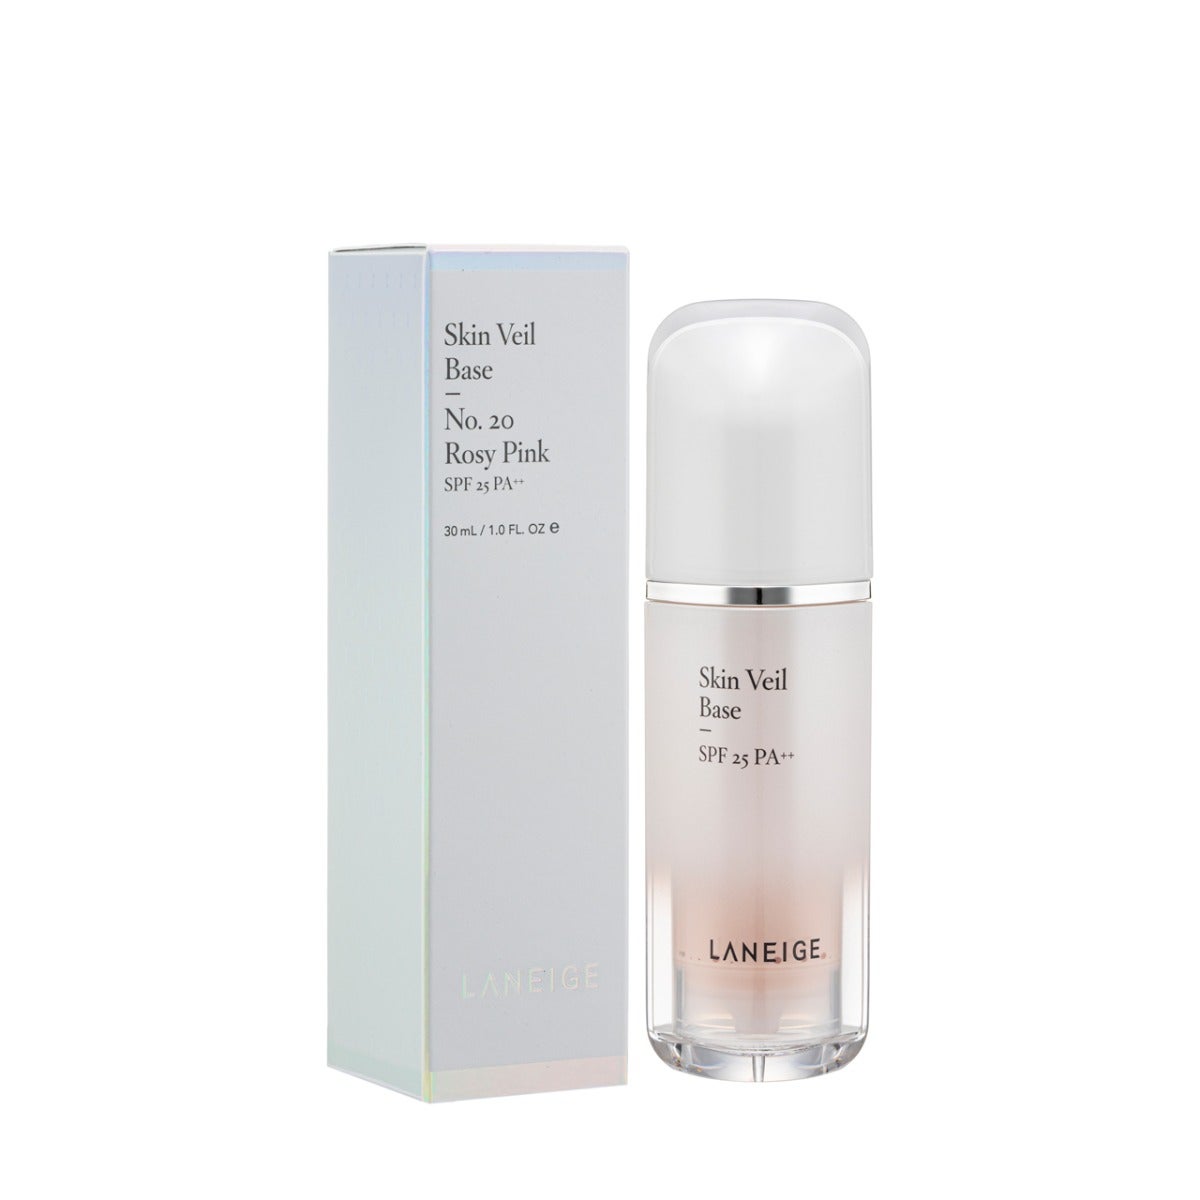 Skin Veil
Base
–
No. 20
Rosy Pink
SPF 25 PA++
30 mL / 1.0 FL. OZ e
LANEIGE
Skin Veil
Base
–
SPF 25 PA++
LANEIGE